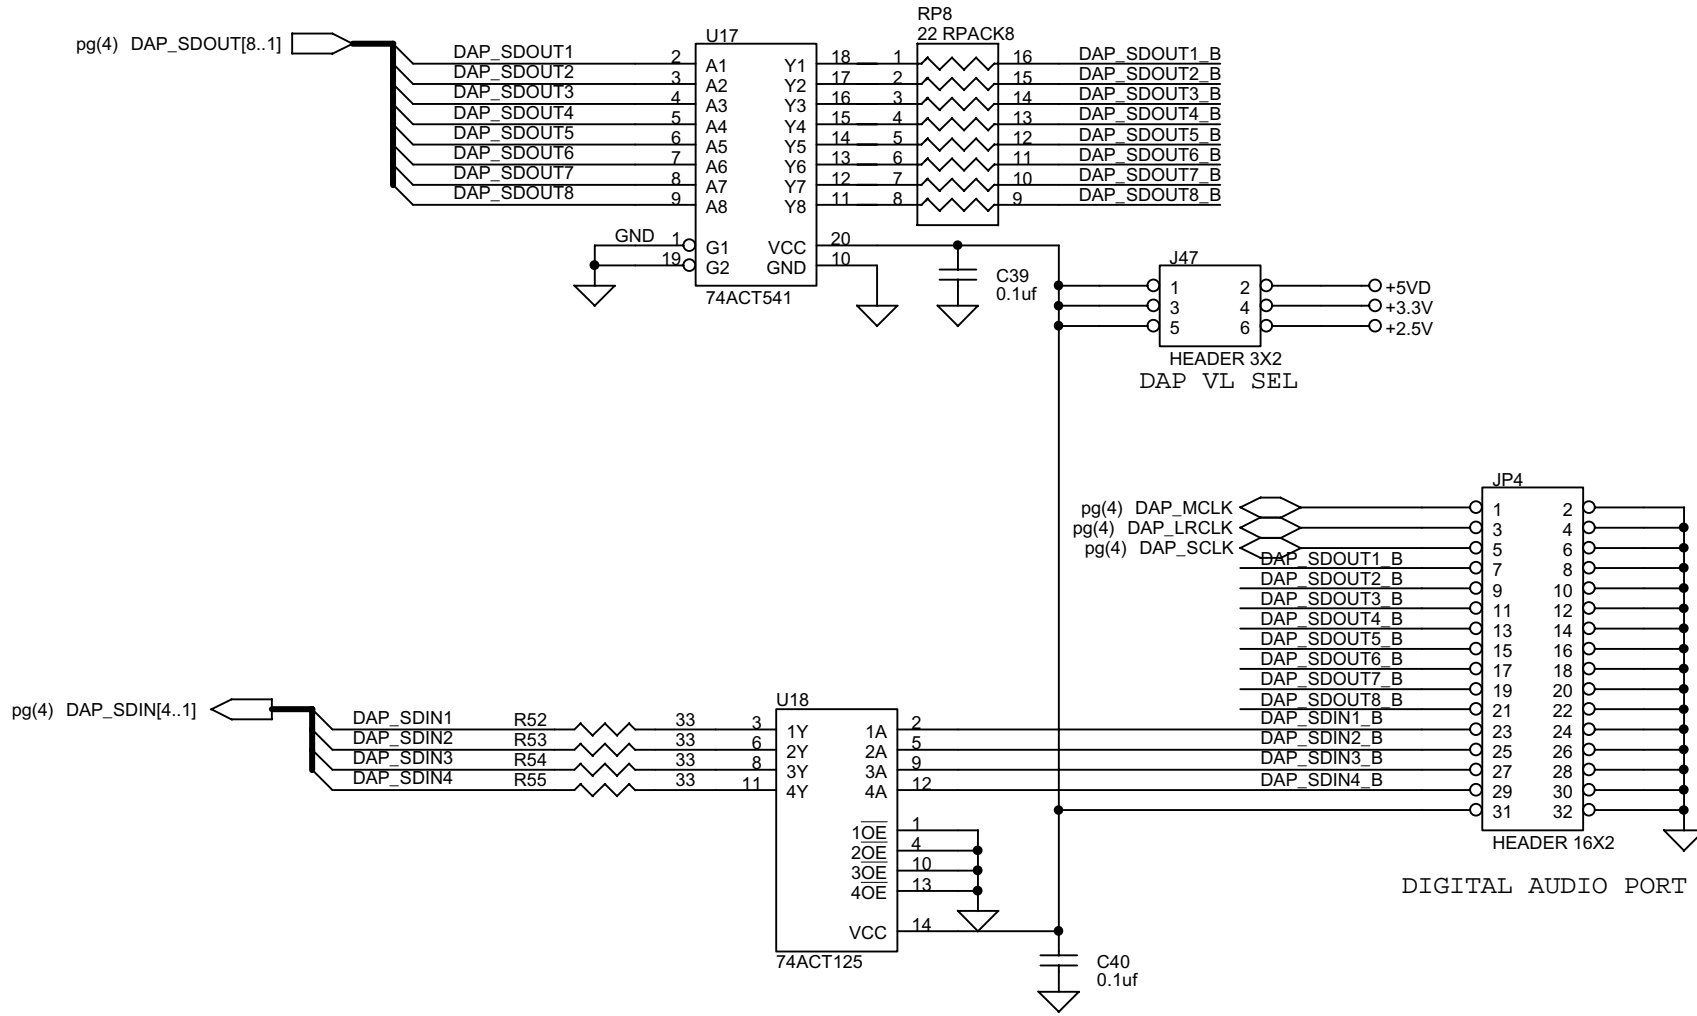 pg(4) DAP_SDOUT[8..1]
DAP_SDOUT1
DAP_SDOUT2
DAP_SDOUT3
DAP_SDOUT4
DAP_SDOUT5
DAP_SDOUT6
DAP_SDOUT7
DAP_SDOUT8
U17
2 A1 Y1 18
3 A2 Y2 17
4 A3 Y3 16
5 A4 Y4 15
6 A5 Y5 14
7 A6 Y6 13
8 A7 Y7 12
9 A8 Y8 11
GND 1 G1 VCC 20
19 G2 GND 10
74ACT541
RP8
22 RPACK8
1 16 DAP_SDOUT1_B
2 15 DAP_SDOUT2_B
3 14 DAP_SDOUT3_B
4 13 DAP_SDOUT4_B
5 12 DAP_SDOUT5_B
6 11 DAP_SDOUT6_B
7 10 DAP_SDOUT7_B
8 9 DAP_SDOUT8_B
C39
0.1uf
J47
1 2 +5VD
3 4 +3.3V
5 6 +2.5V
HEADER 3X2
DAP VL SEL
JP4
pg(4) DAP_MCLK 1 2
pg(4) DAP_LRCLK 3 4
pg(4) DAP_SCLK 5 6
DAP_SDOUT1_B 7 8
DAP_SDOUT2_B 9 10
DAP_SDOUT3_B 11 12
DAP_SDOUT4_B 13 14
DAP_SDOUT5_B 15 16
DAP_SDOUT6_B 17 18
DAP_SDOUT7_B 19 20
DAP_SDOUT8_B 21 22
DAP_SDIN1_B 23 24
DAP_SDIN2_B 25 26
DAP_SDIN3_B 27 28
DAP_SDIN4_B 29 30
31 32
HEADER 16X2
DIGITAL AUDIO PORT
pg(4) DAP_SDIN[4..1]
U18
DAP_SDIN1 R52 33 3 1Y 1A 2
DAP_SDIN2 R53 33 6 2Y 2A 5
DAP_SDIN3 R54 33 8 3Y 3A 9
DAP_SDIN4 R55 33 11 4Y 4A 12
1OE 1
2OE 4
3OE 10
4OE 13
VCC 14
74ACT125
C40
0.1uf